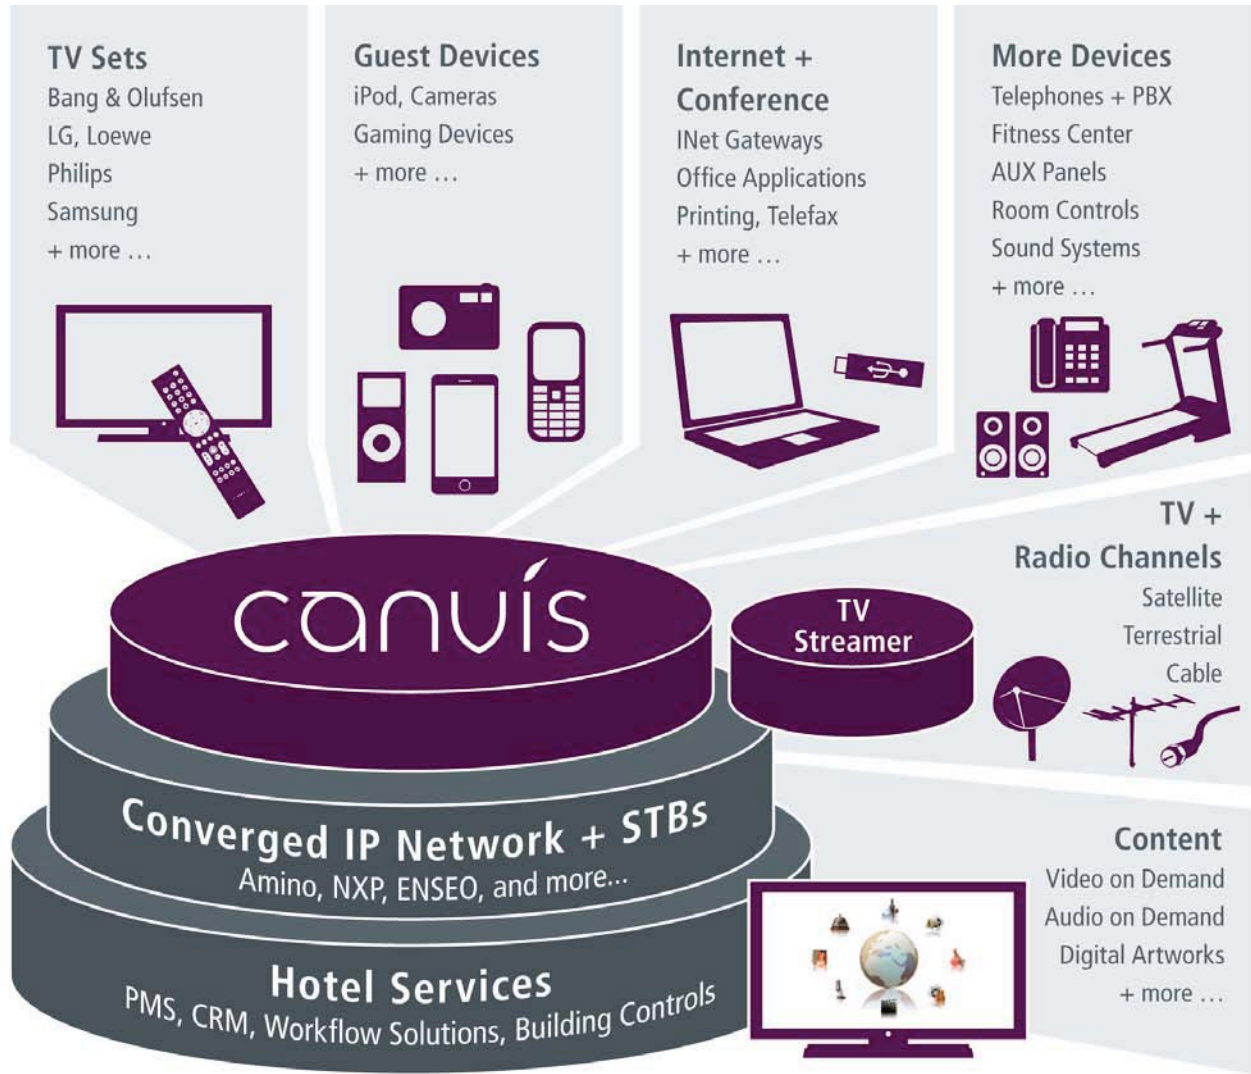 TV Sets
Bang & Olufsen
LG, Loewe
Philips
Samsung
+ more …
Guest Devices
iPod, Cameras
Gaming Devices
+ more …
Internet +
Conference
INet Gateways
Office Applications
Printing, Telefax
+ more …
More Devices
Telephones + PBX
Fitness Center
AUX Panels
Room Controls
Sound Systems
+ more …
TV +
Radio Channels
Satellite
Terrestrial
Cable
canvís
TV
Streamer
Converged IP Network + STBs
Amino, NXP, ENSEO, and more...
Hotel Services
PMS, CRM, Workflow Solutions, Building Controls
Content
Video on Demand
Audio on Demand
Digital Artworks
+ more …